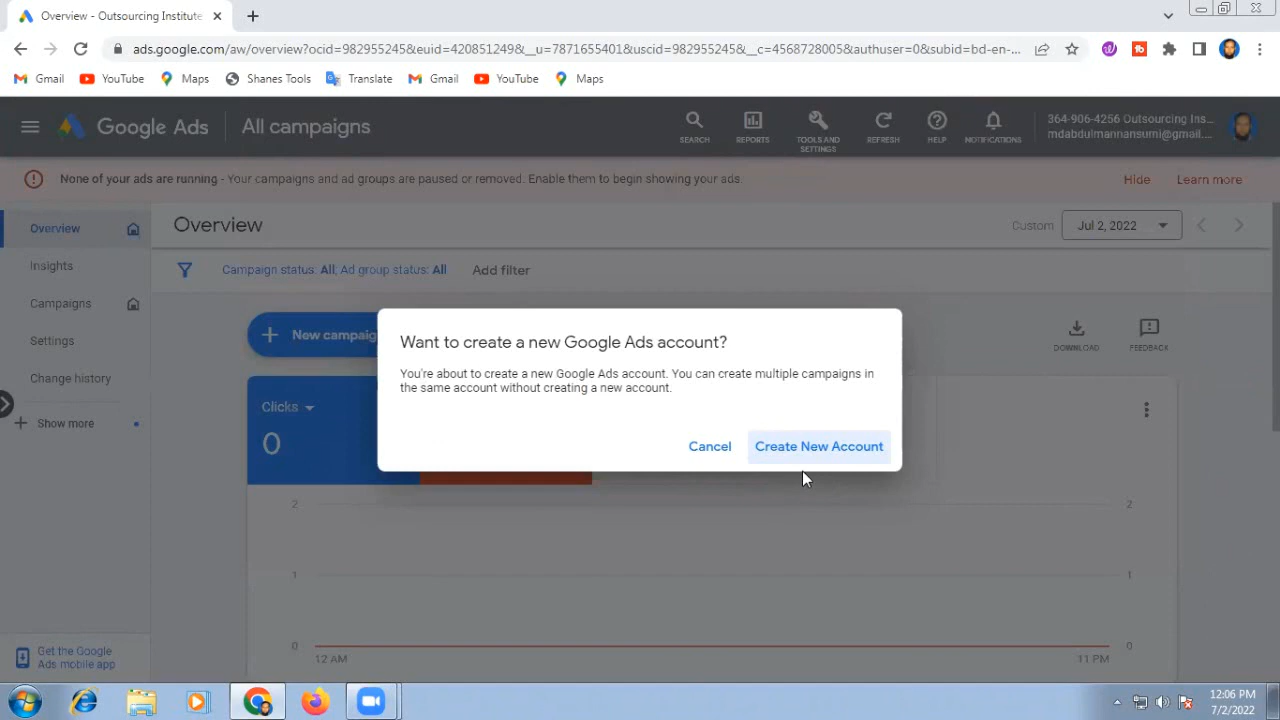 Overview - Outsourcing Institute
ads.google.com/aw/overview?ocid=982955245&euid=420851249&__u=7871655401&uscid=982955245&__c=4568728005&authuser=0&subid=bd-en-...
Gmail YouTube Maps Shanes Tools Translate Gmail YouTube Maps
Google Ads All campaigns
SEARCH REPORTS TOOLS AND SETTINGS REFRESH HELP NOTIFICATIONS
364-906-4256 Outsourcing Ins...
mdabdulmannansumi@gmail....
None of your ads are running - Your campaigns and ad groups are paused or removed. Enable them to begin showing your ads. Hide Learn more
Overview
Insights
Campaigns
Settings
Change history
Show more
Get the Google
Ads mobile app
Overview Custom Jul 2, 2022
Campaign status: All; Ad group status: All Add filter
New campaig
DOWNLOAD FEEDBACK
Want to create a new Google Ads account?
You're about to create a new Google Ads account. You can create multiple campaigns in
the same account without creating a new account.
Cancel Create New Account
Clicks
0
2 2
1 1
0 0
12 AM 11 PM
12:06 PM
7/2/2022